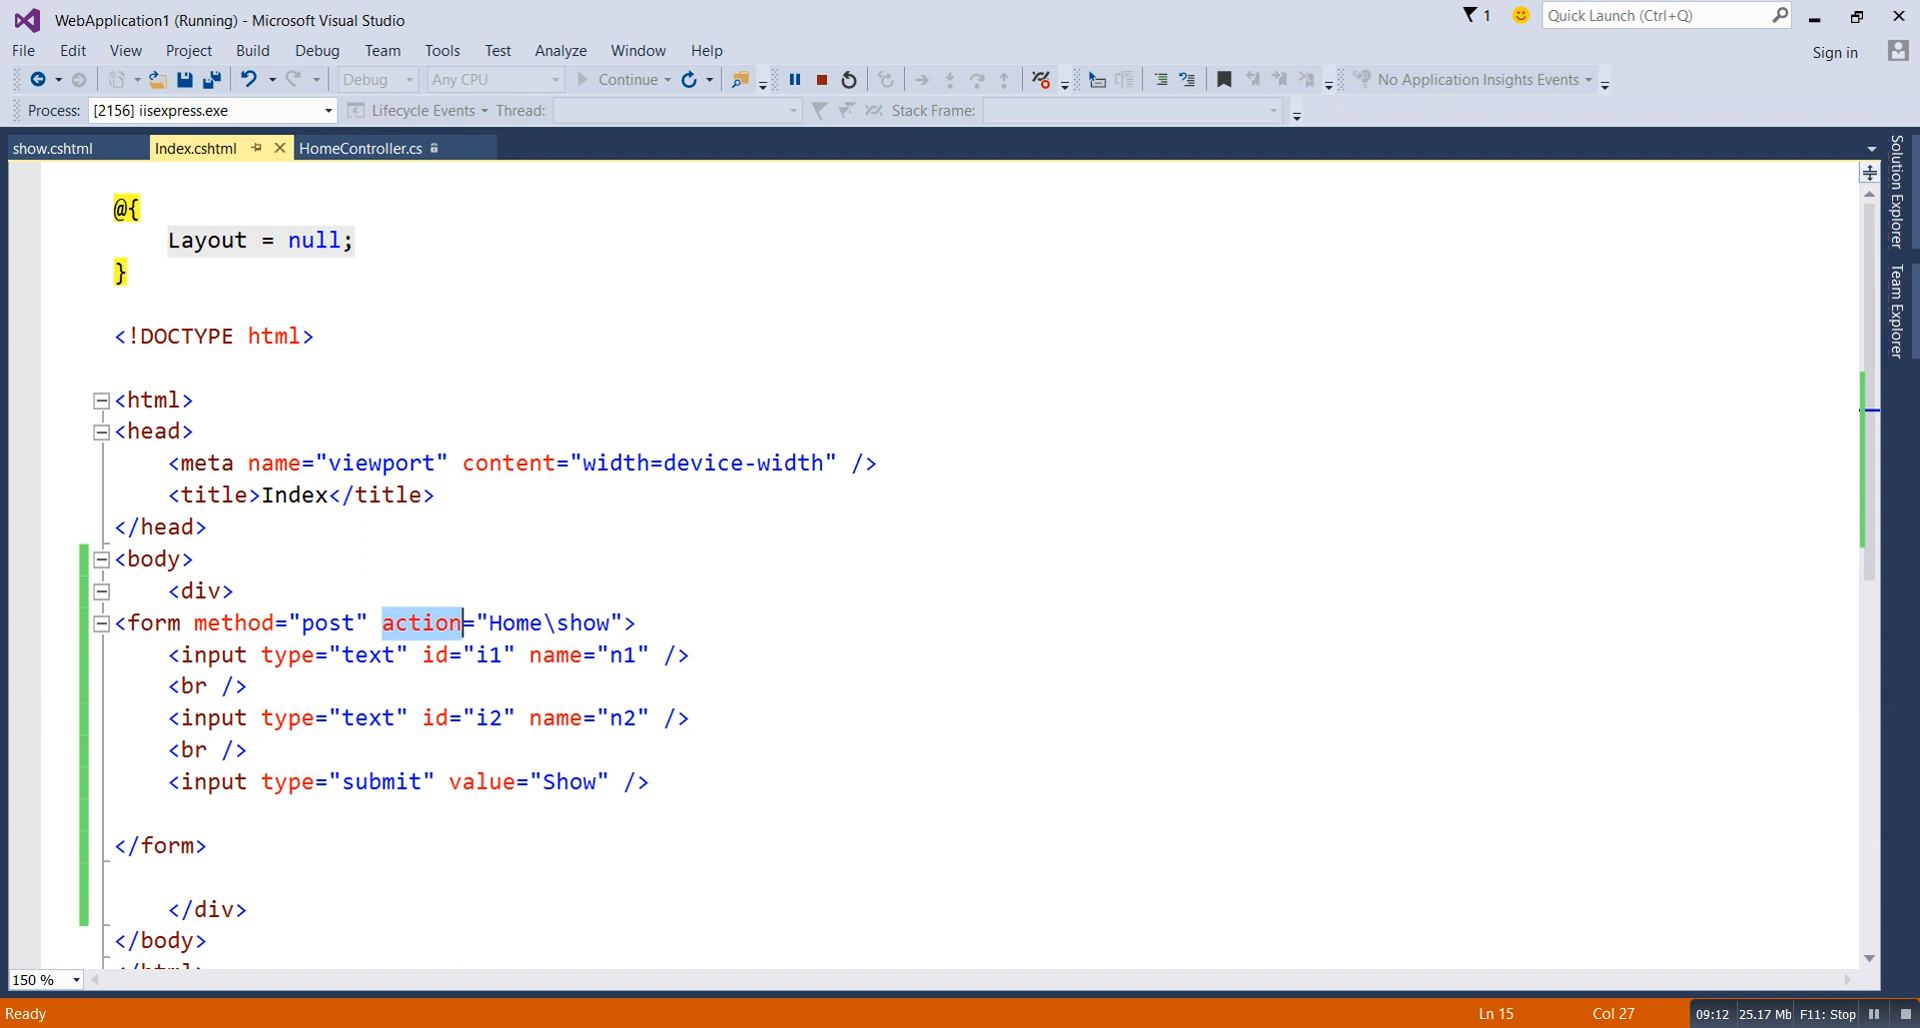 WebApplication1 (Running) - Microsoft Visual Studio
1
Quick Launch (Ctrl+Q)
File Edit View Project Build Debug Team Tools Test Analyze Window Help
Sign in
Debug Any CPU Continue No Application Insights Events
Process: [2156] iisexpress.exe Lifecycle Events Thread: Stack Frame:
show.cshtml Index.cshtml HomeController.cs
Solution Explorer
Team Explorer
@{
Layout = null;
}
<!DOCTYPE html>
<html>
<head>
<meta name="viewport" content="width=device-width" />
<title>Index</title>
</head>
<body>
<div>
<form method="post" action="Home\show">
<input type="text" id="i1" name="n1" />
<br />
<input type="text" id="i2" name="n2" />
<br />
<input type="submit" value="Show" />
</form>
</div>
</body>
</html>
150 %
Ready Ln 15 Col 27 09:12 25.17 Mb F11: Stop